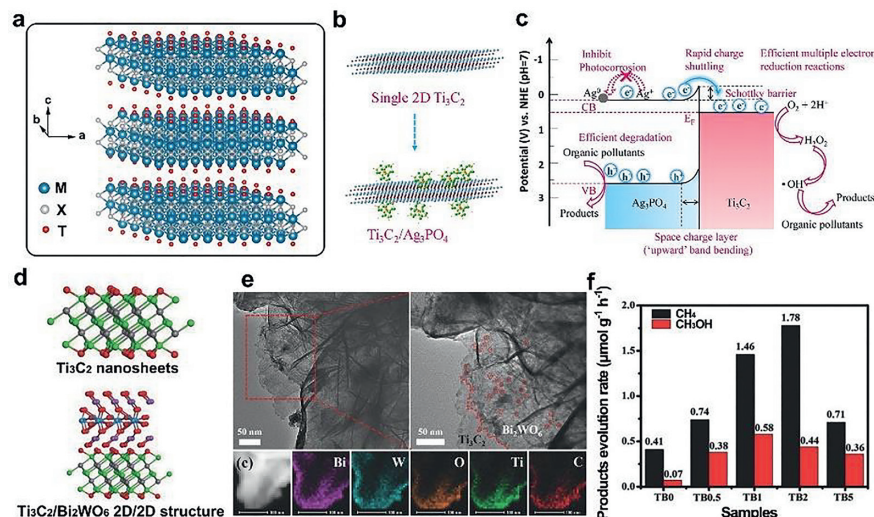 a
c
b
a
M
X
T
b
Single 2D Ti3C2
Ti3C2/Ag3PO4
c
Potential (V) vs. NHE (pH=7)
-1
0
1
2
3
Inhibit
Photocorrosion
Rapid charge
shuttling
Efficient multiple electron
reduction reactions
Ag0
e-
Ag+
e-
e-
Schottky barrier
CB
EF
e-
e-
e-
O2 + 2H+
H2O2
•OH
Products
Organic pollutants
Efficient degradation
Organic pollutants
h+
h+
h+
h+
VB
Products
Ag3PO4
Ti3C2
Space charge layer
('upward' band bending)
d
Ti3C2 nanosheets
Ti3C2/Bi2WO6 2D/2D structure
e
50 nm
50 nm
Ti3C2
Bi2WO6
(c)
Bi
W
O
Ti
C
f
Products evolution rate (μmol g-1 h-1)
2.0
1.5
1.0
0.5
0.0
CH4
CH3OH
0.41
0.07
0.74
0.38
1.46
0.58
1.78
0.44
0.71
0.36
TB0
TB0.5
TB1
TB2
TB5
Samples